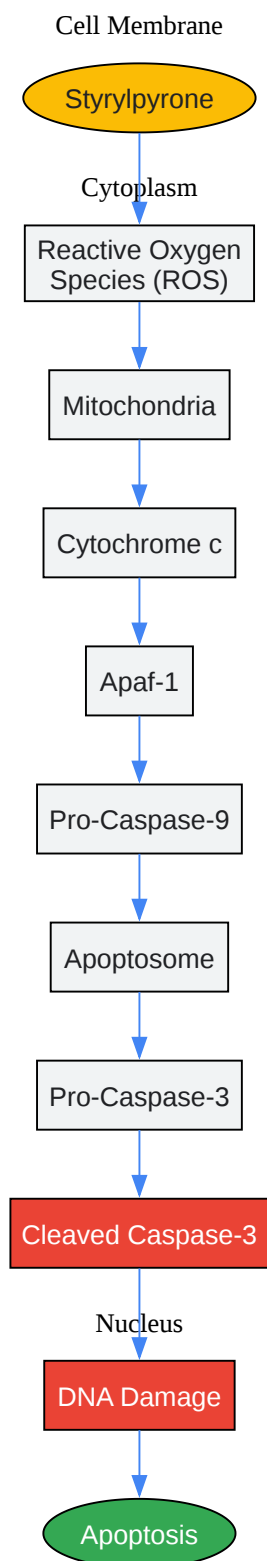 Cell Membrane
Styrylpyrone
Cytoplasm
Reactive Oxygen
Species (ROS)
Mitochondria
Cytochrome c
Apaf-1
Pro-Caspase-9
Apoptosome
Pro-Caspase-3
Cleaved Caspase-3
Nucleus
DNA Damage
Apoptosis